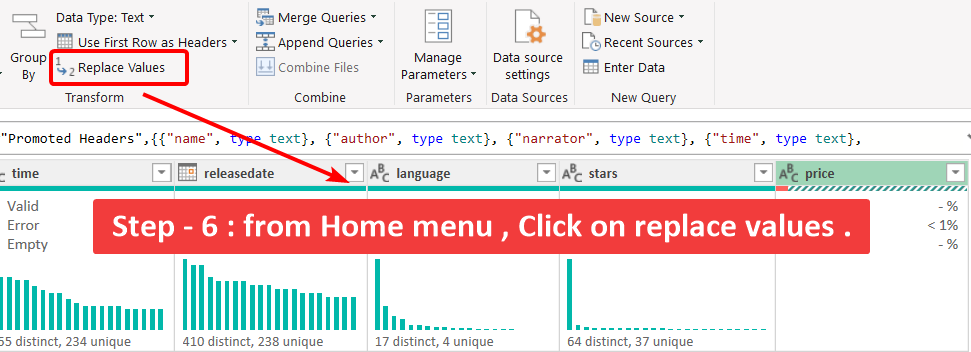 Data Type: Text
Use First Row as Headers
Replace Values
Group By
Transform
Merge Queries
Append Queries
Combine Files
Combine
Manage Parameters
Parameters
Data source settings
Data Sources
New Source
Recent Sources
Enter Data
New Query
"Promoted Headers",{{"name", type text}, {"author", type text}, {"narrator", type text}, {"time", type text},
time
releasedate
language
stars
price
Valid
Error
Empty
- %
< 1%
- %
Step - 6 : from Home menu , Click on replace values .
55 distinct, 234 unique
410 distinct, 238 unique
17 distinct, 4 unique
64 distinct, 37 unique